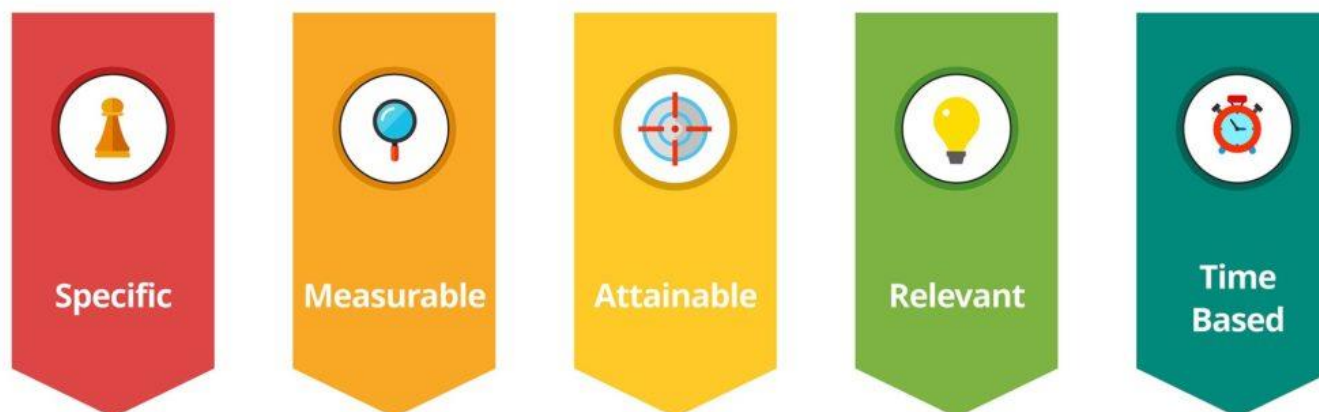 Specific
Measurable
Attainable
Relevant
Time
Based